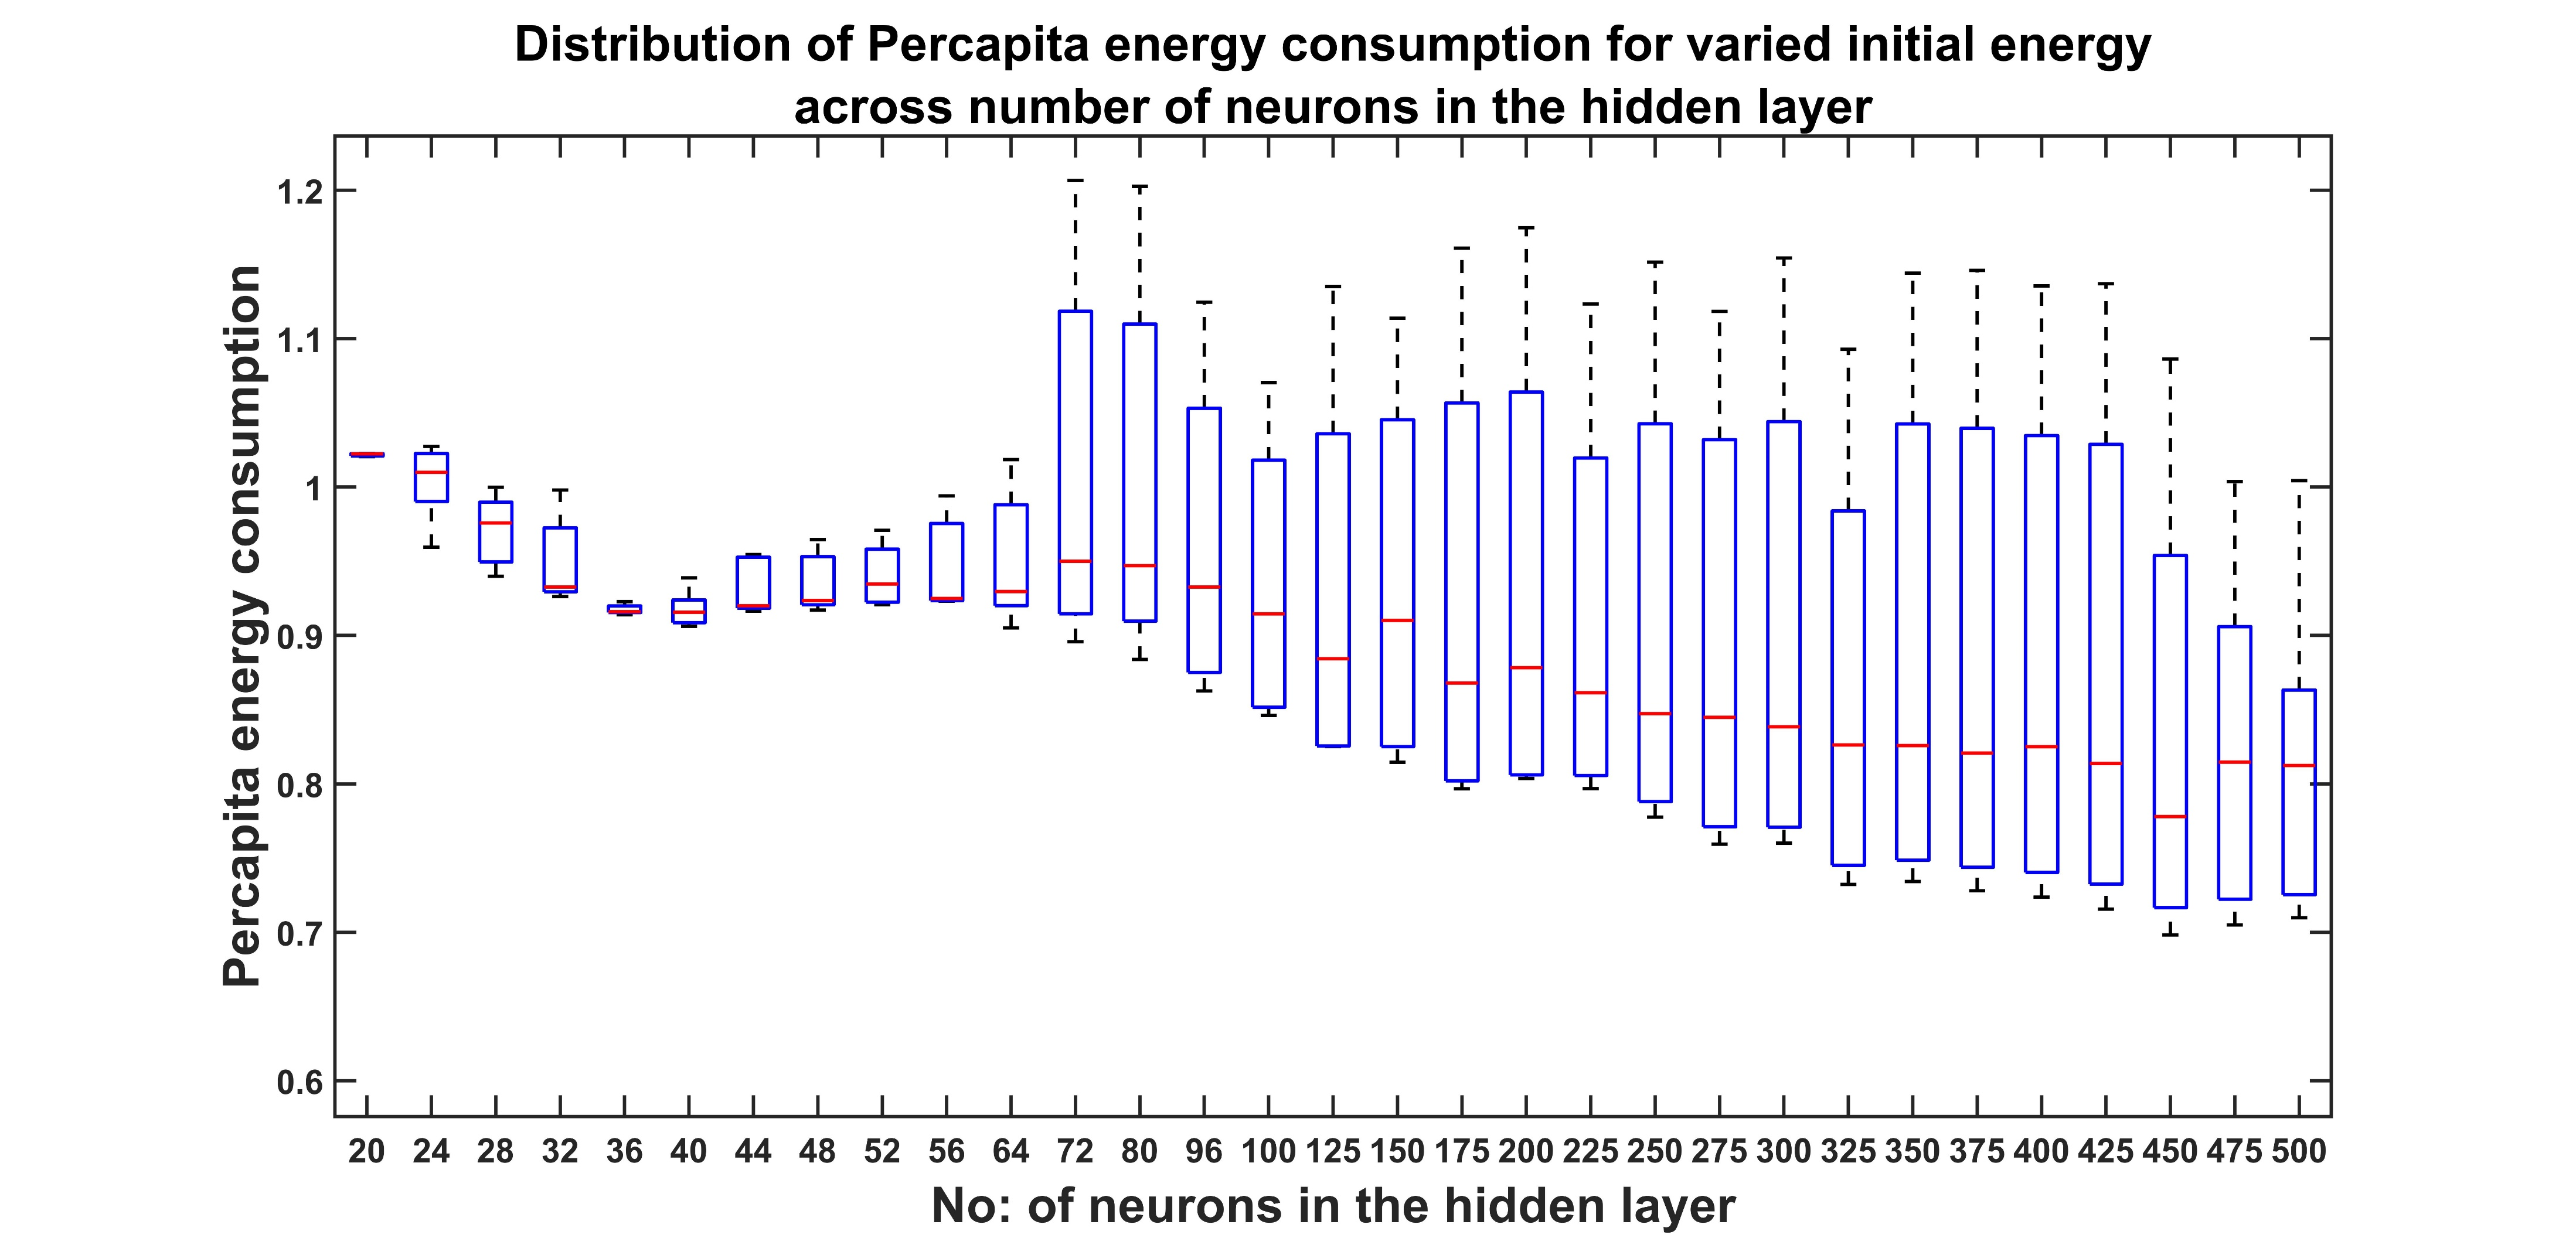 Distribution of Percapita energy consumption for varied initial energy
across number of neurons in the hidden layer
Percapita energy consumption
1.2
1.1
1
0.9
0.8
0.7
0.6
20 24 28 32 36 40 44 48 52 56 64 72 80 96 100 125 150 175 200 225 250 275 300 325 350 375 400 425 450 475 500
No: of neurons in the hidden layer